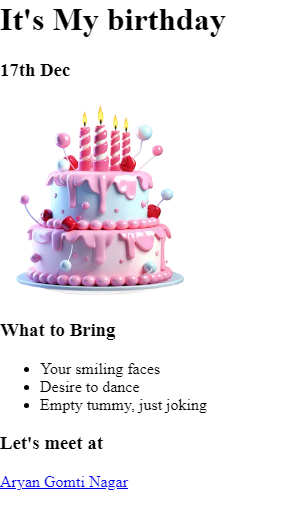 It's My birthday
17th Dec
What to Bring
Your smiling faces
Desire to dance
Empty tummy, just joking
Let's meet at
Aryan Gomti Nagar